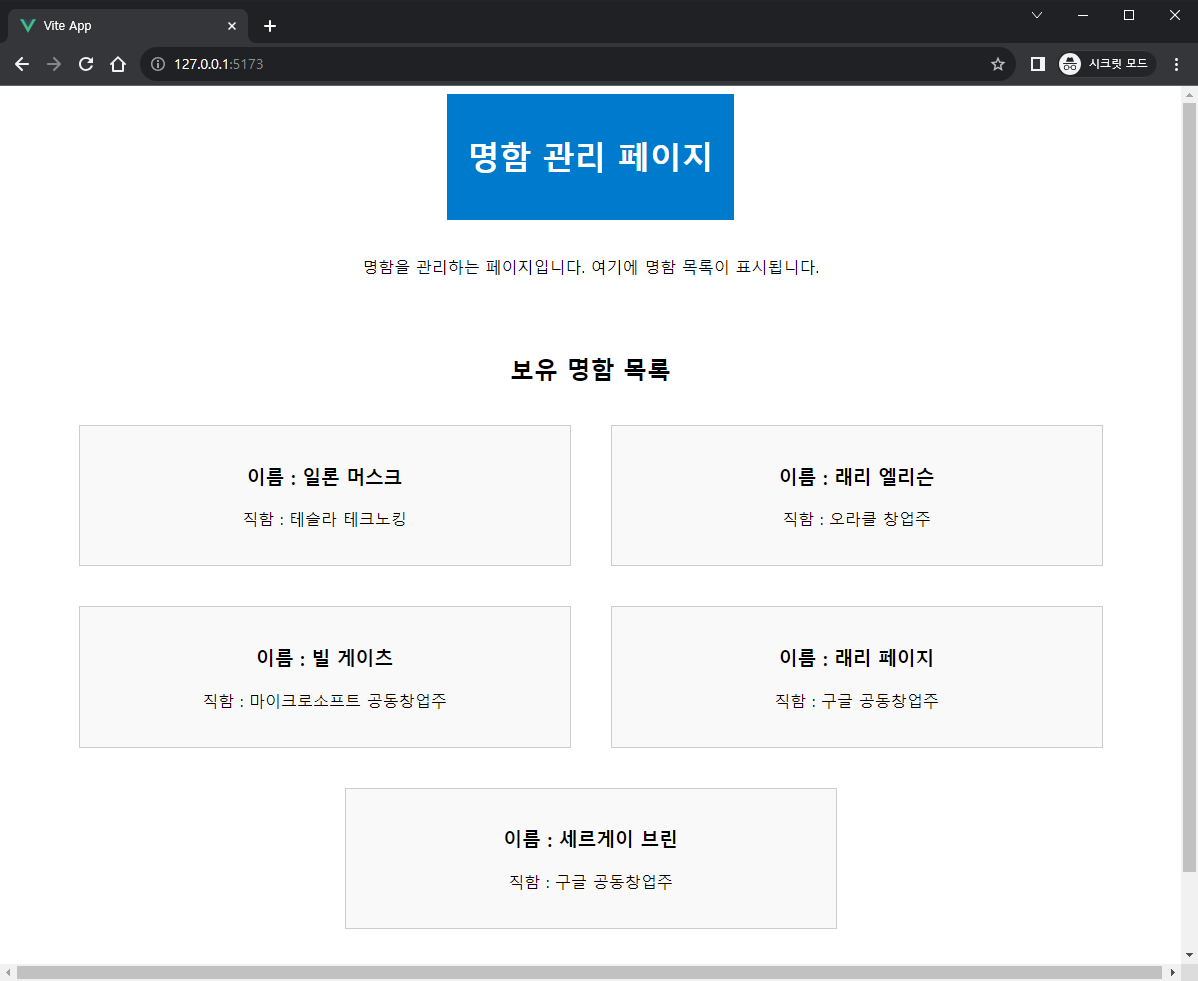 Vite App
127.0.0.1:5173
시크릿 모드
명함 관리 페이지
명함을 관리하는 페이지입니다. 여기에 명함 목록이 표시됩니다.
보유 명함 목록
이름 : 일론 머스크
직함 : 테슬라 테크노킹
이름 : 래리 엘리슨
직함 : 오라클 창업주
이름 : 빌 게이츠
직함 : 마이크로소프트 공동창업주
이름 : 래리 페이지
직함 : 구글 공동창업주
이름 : 세르게이 브린
직함 : 구글 공동창업주